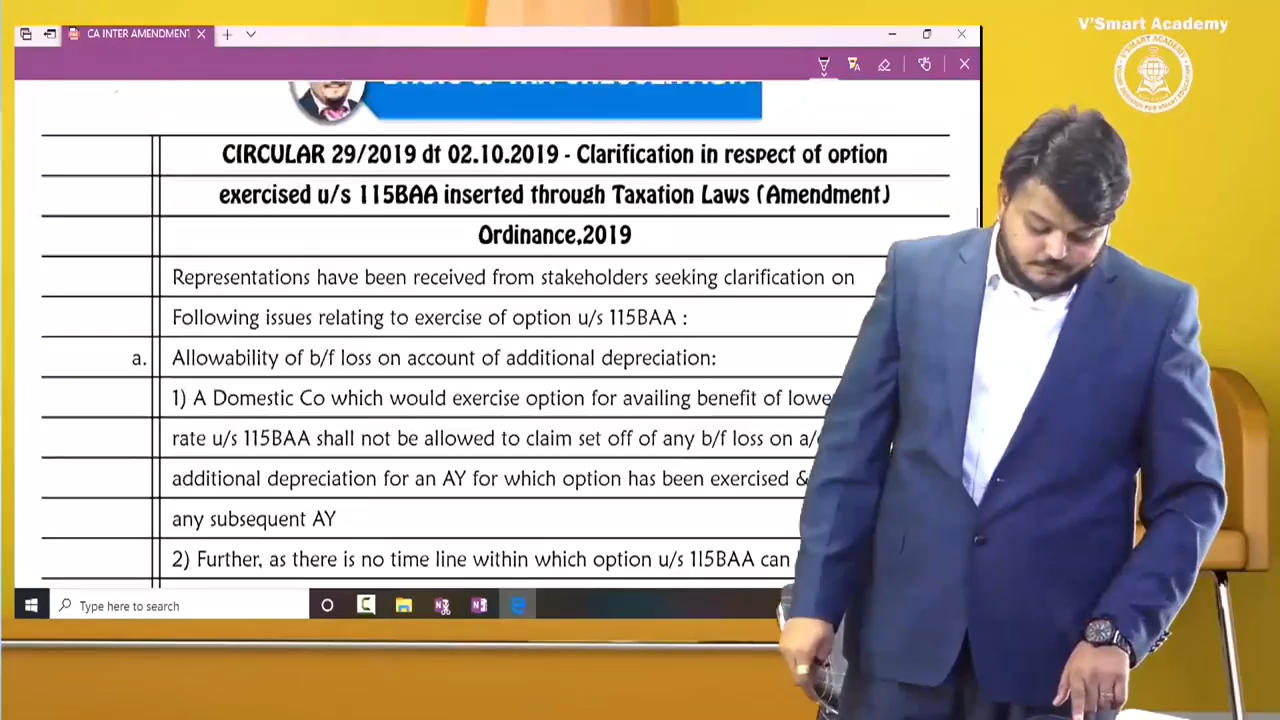 V'Smart Academy
CA INTER AMENDMENT
CIRCULAR 29/2019 dt 02.10.2019 - Clarification in respect of option
exercised u/s 115BAA inserted through Taxation Laws (Amendment)
Ordinance,2019
Representations have been received from stakeholders seeking clarification on
Following issues relating to exercise of option u/s 115BAA :
a. Allowability of b/f loss on account of additional depreciation:
1) A Domestic Co which would exercise option for availing benefit of lowe
rate u/s 115BAA shall not be allowed to claim set off of any b/f loss on a/
additional depreciation for an AY for which option has been exercised &
any subsequent AY
2) Further, as there is no time line within which option u/s 115BAA can
Type here to search